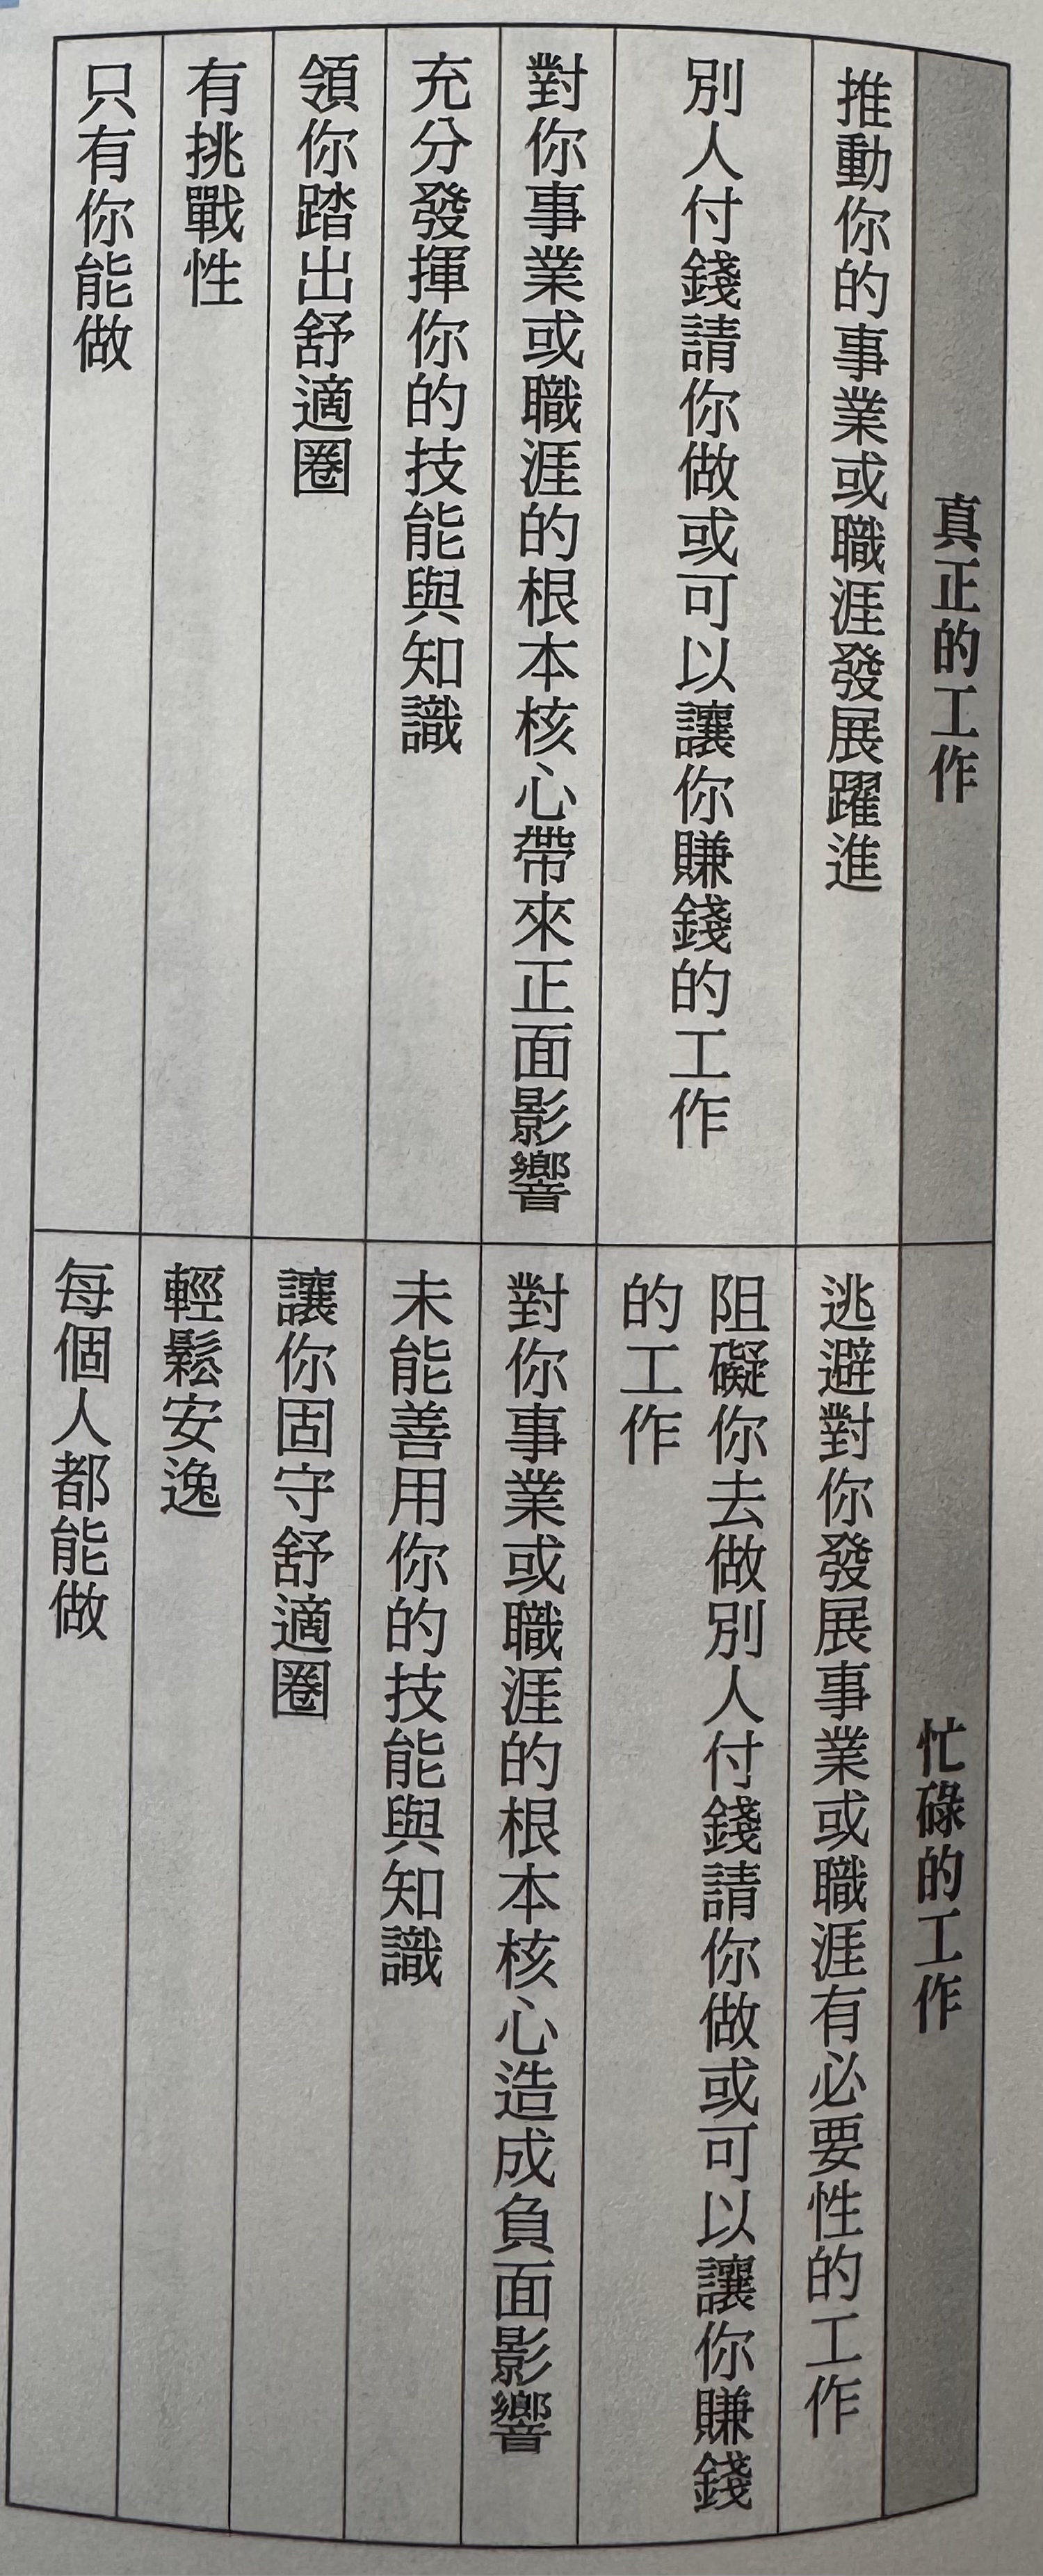 真正的工作
忙碌的工作
推動你的事業或職涯發展躍進
逃避對你發展事業或職涯有必要性的工作
別人付錢請你做或可以讓你賺錢的工作
阻礙你去做別人付錢請你做或可以讓你賺錢
的工作
對你事業或職涯的根本核心帶來正面影響
對你事業或職涯的根本核心造成負面影響
充分發揮你的技能與知識
未能善用你的技能與知識
領你踏出舒適圈
讓你固守舒適圈
有挑戰性
輕鬆安逸
只有你能做
每個人都能做